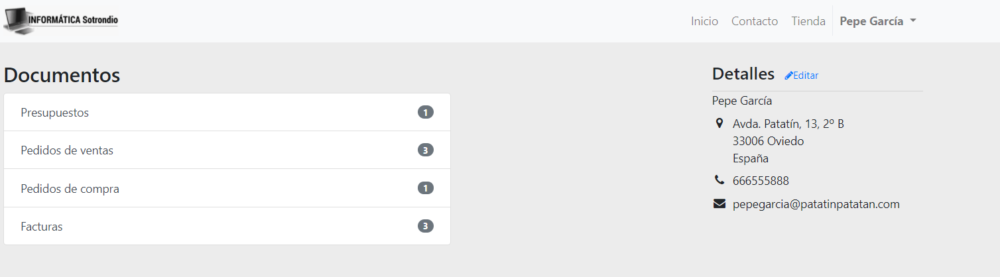 INFORMÁTICA Sotrondio
Inicio Contacto Tienda Pepe García
Documentos
Presupuestos 1
Pedidos de ventas 3
Pedidos de compra 1
Facturas 3
Detalles Editar
Pepe García
Avda. Patatín, 13, 2º B
33006 Oviedo
España
666555888
pepegarcia@patatinpatatan.com